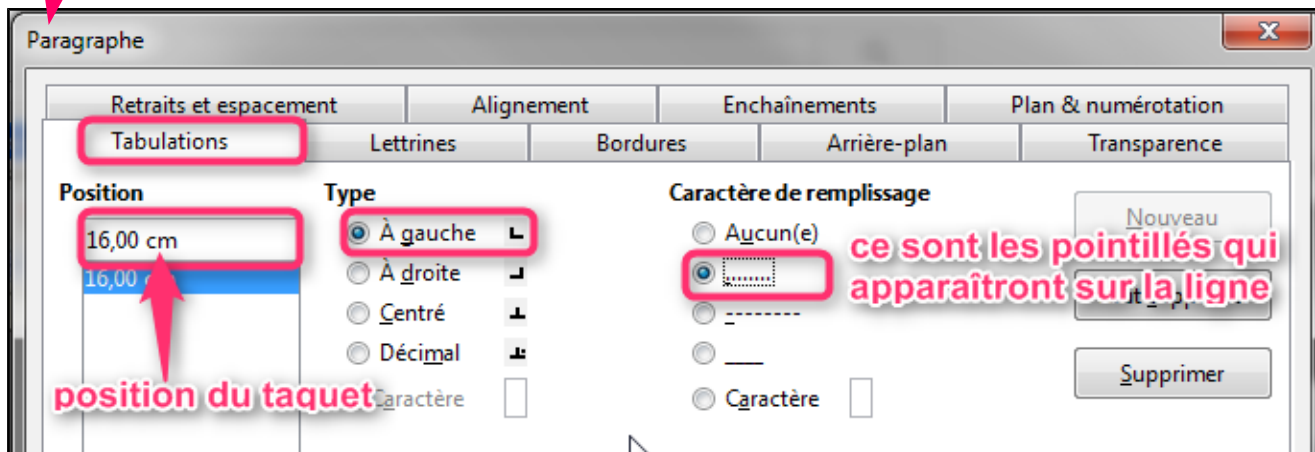 Paragraphe
Retraits et espacement Alignement Enchaînements Plan & numérotation
Tabulations Lettrines Bordures Arrière-plan Transparence
Position Type Caractère de remplissage
16,00 cm À gauche Aucun(e) Nouveau
ce sont les pointillés qui
16,00 À droite ........ apparaîtront sur la ligne
Centré --------
Décimal ___ Supprimer
position du taquet
Caractère Caractère